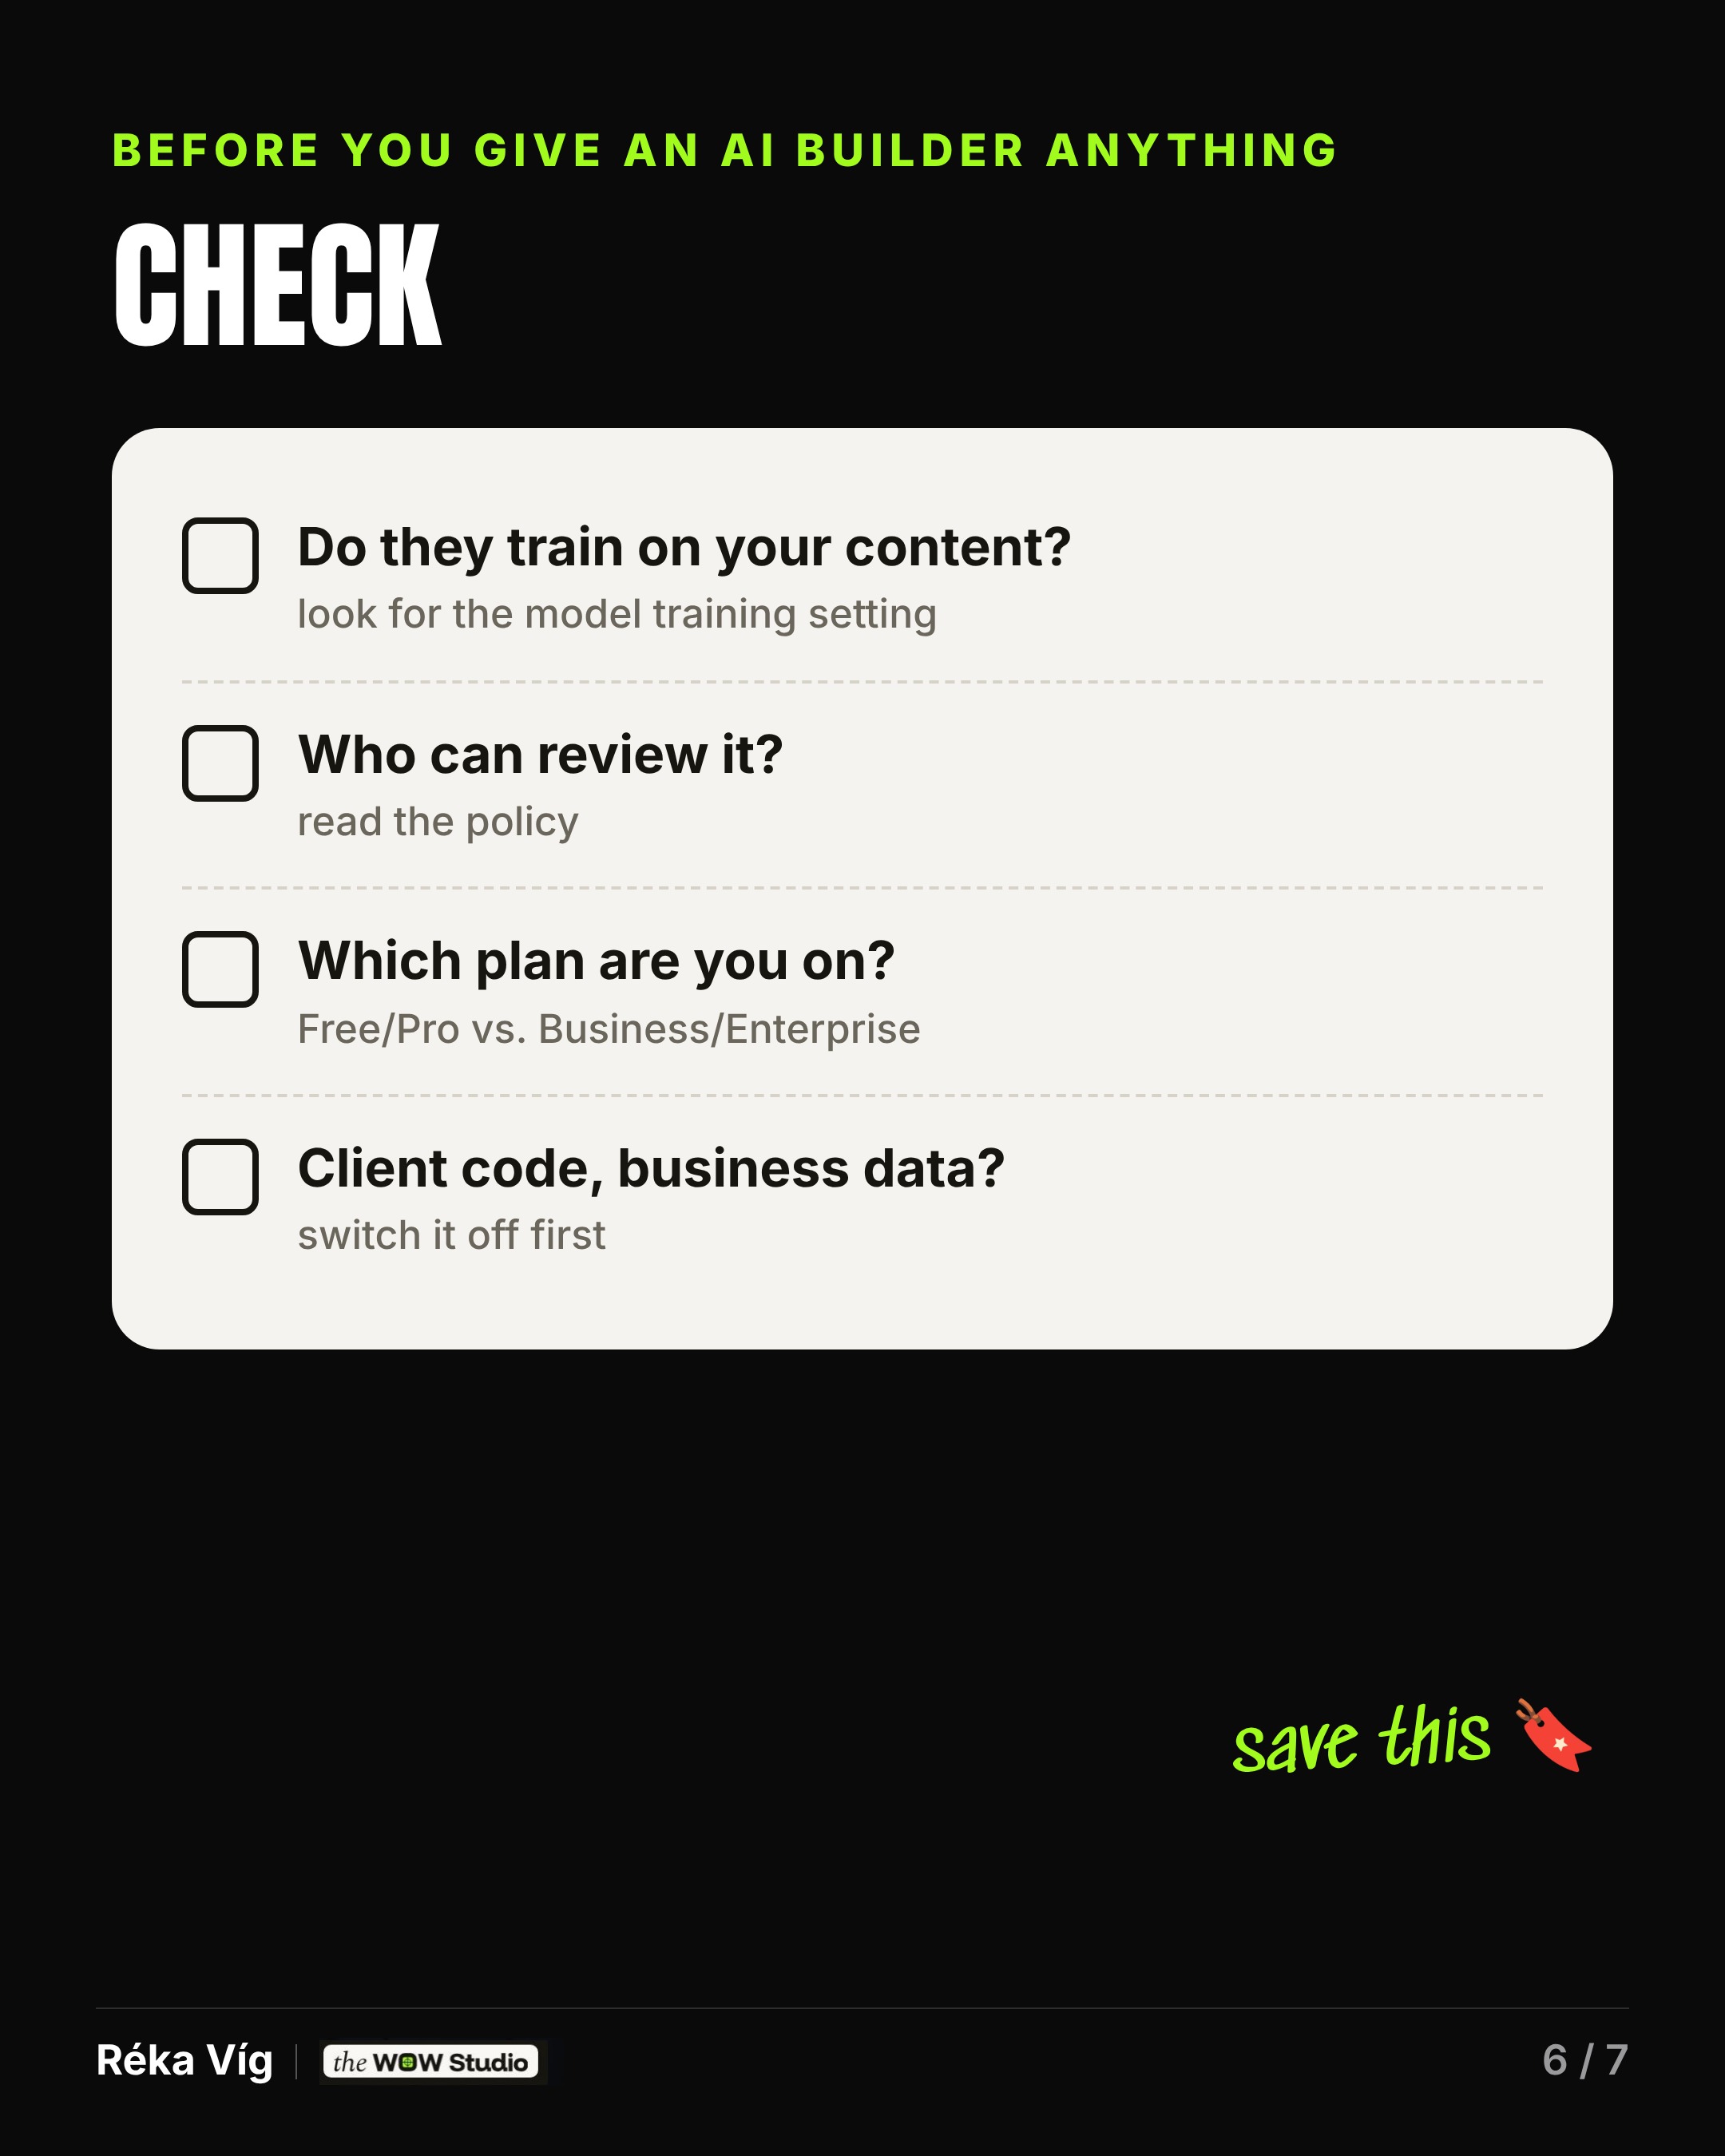 BEFORE YOU GIVE AN AI BUILDER ANYTHING
CHECK
Do they train on your content?
look for the model training setting
Who can review it?
read the policy
Which plan are you on?
Free/Pro vs. Business/Enterprise
Client code, business data?
switch it off first
save this
Réka Víg
the WOW Studio
6 / 7